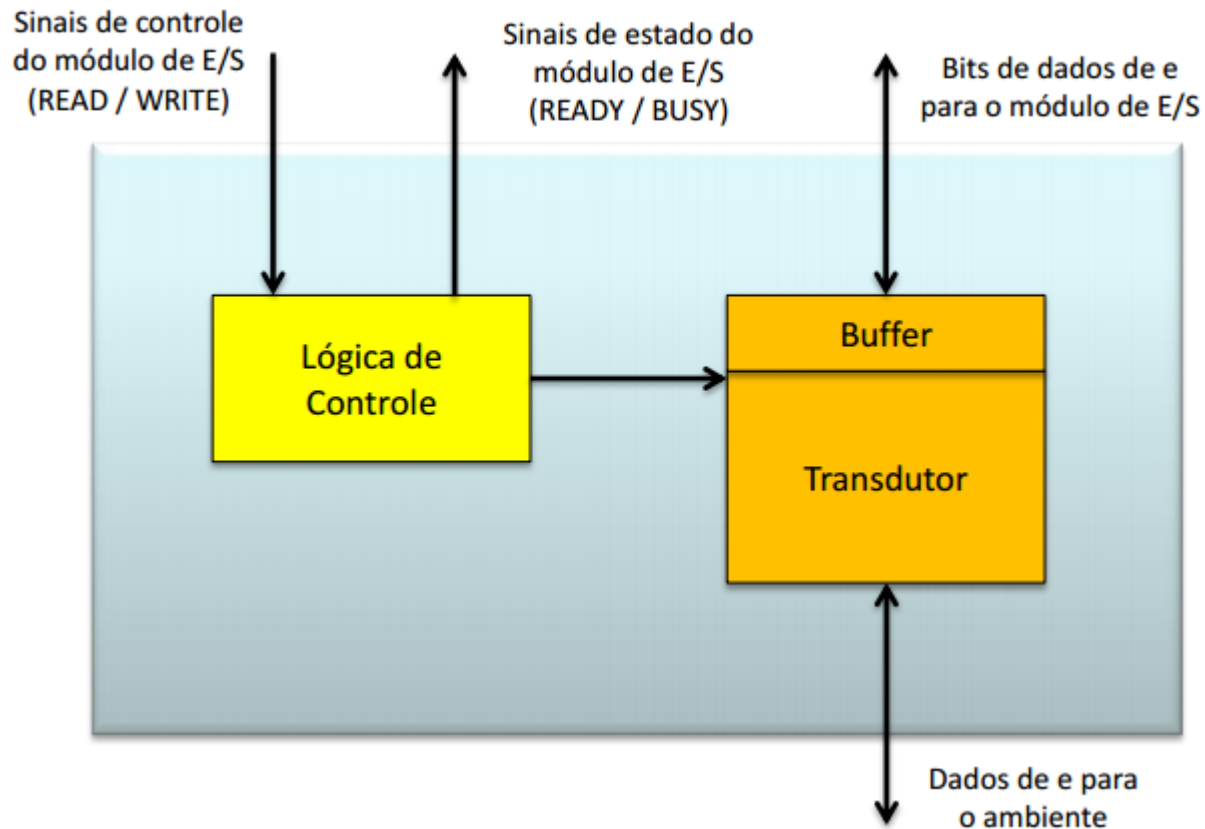 Sinais de controle
do módulo de E/S
(READ / WRITE)
Sinais de estado do
módulo de E/S
(READY / BUSY)
Bits de dados de e
para o módulo de E/S
Lógica de
Controle
Buffer
Transdutor
Dados de e para
o ambiente